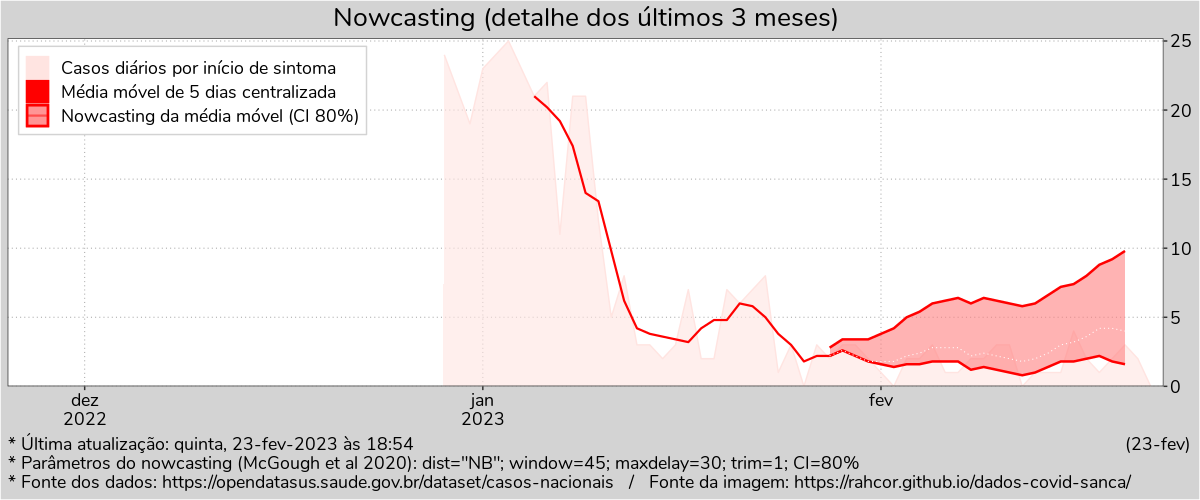 Nowcasting (detalhe dos últimos 3 meses)
Casos diários por início de sintoma
Média móvel de 5 dias centralizada
Nowcasting da média móvel (CI 80%)
25
20
15
10
5
0
dez
2022
jan
2023
fev
* Última atualização: quinta, 23-fev-2023 às 18:54
(23-fev)
* Parâmetros do nowcasting (McGough et al 2020): dist="NB"; window=45; maxdelay=30; trim=1; CI=80%
* Fonte dos dados: https://opendatasus.saude.gov.br/dataset/casos-nacionais / Fonte da imagem: https://rahcor.github.io/dados-covid-sanca/